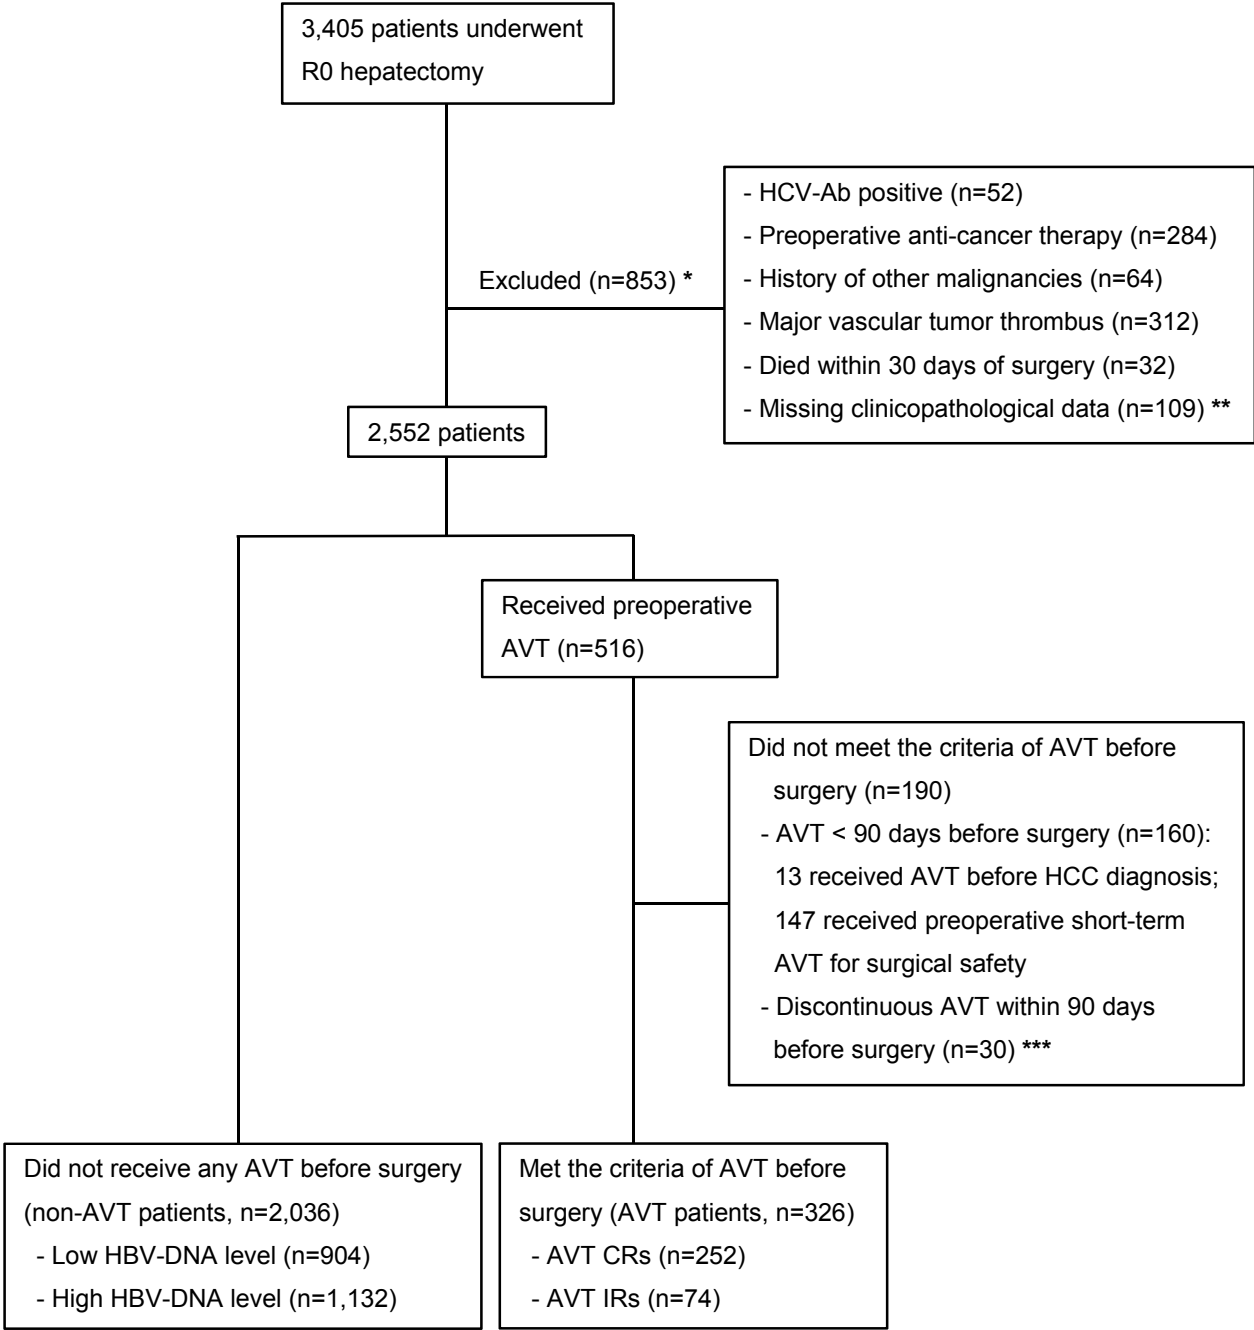 3,405 patients underwent
R0 hepatectomy
Excluded (n=853) *
- HCV-Ab positive (n=52)
- Preoperative anti-cancer therapy (n=284)
- History of other malignancies (n=64)
- Major vascular tumor thrombus (n=312)
- Died within 30 days of surgery (n=32)
- Missing clinicopathological data (n=109) **
2,552 patients
Received preoperative
AVT (n=516)
Did not meet the criteria of AVT before
surgery (n=190)
- AVT < 90 days before surgery (n=160):
13 received AVT before HCC diagnosis;
147 received preoperative short-term
AVT for surgical safety
- Discontinuous AVT within 90 days
before surgery (n=30) ***
Did not receive any AVT before surgery
(non-AVT patients, n=2,036)
- Low HBV-DNA level (n=904)
- High HBV-DNA level (n=1,132)
Met the criteria of AVT before
surgery (AVT patients, n=326)
- AVT CRs (n=252)
- AVT IRs (n=74)